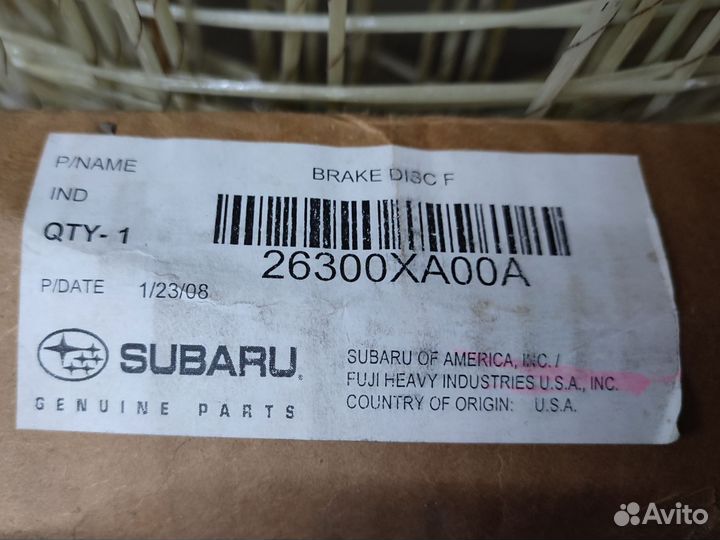 P/NAME BRAKE DISC F
IND
QTY- 1
26300XA00A
P/DATE 1/23/08
SUBARU
GENUINE PARTS
SUBARU OF AMERICA, INC. /
FUJI HEAVY INDUSTRIES U.S.A., INC.
COUNTRY OF ORIGIN: U.S.A.
Avito